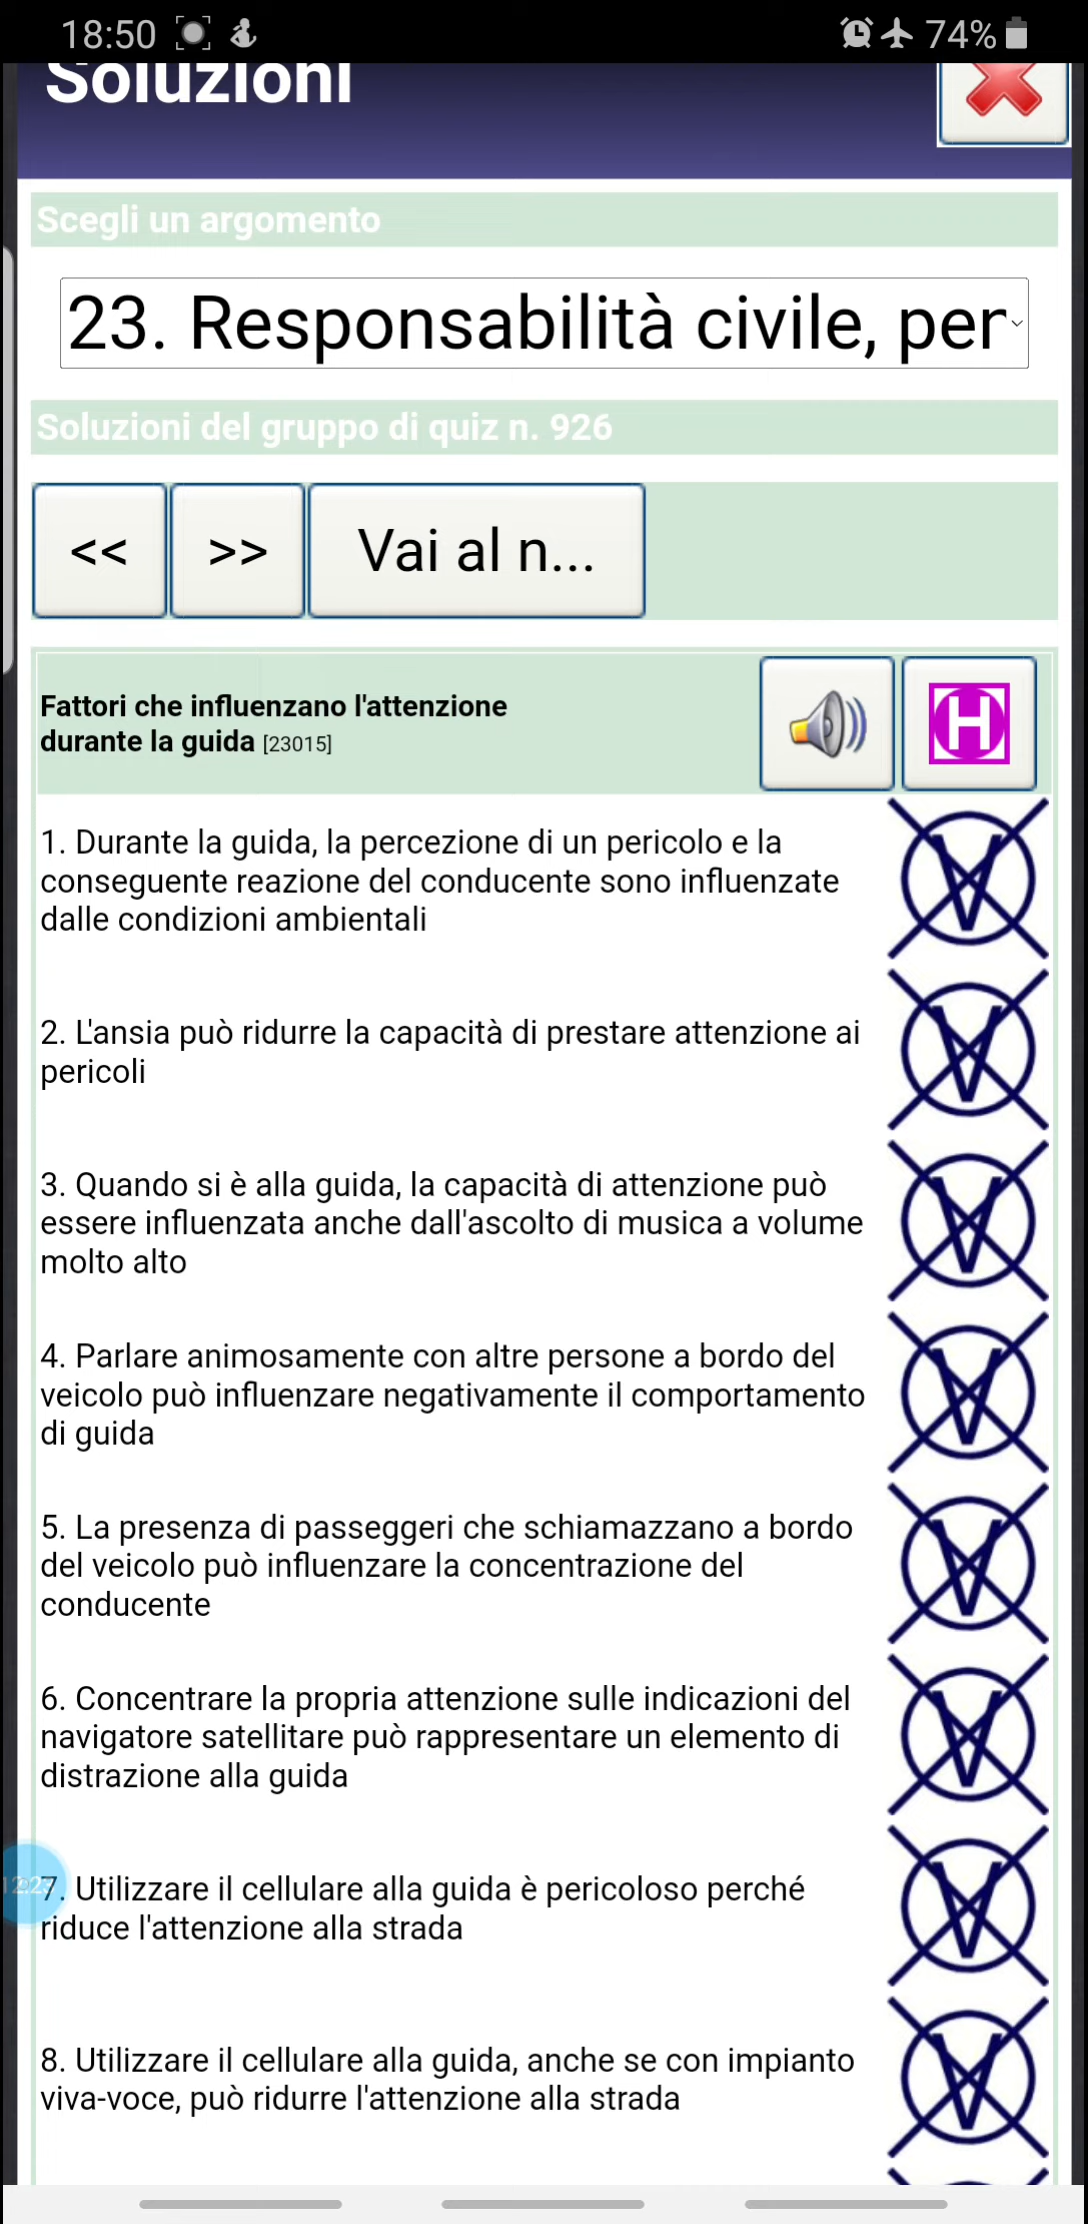 18:50
74%
Soluzioni
Scegli un argomento
23. Responsabilità civile, per
Soluzioni del gruppo di quiz n. 926
<< >> Vai al n...
Fattori che influenzano l'attenzione
durante la guida [23015]
H
1. Durante la guida, la percezione di un pericolo e la
conseguente reazione del conducente sono influenzate
dalle condizioni ambientali
V
2. L'ansia può ridurre la capacità di prestare attenzione ai
pericoli
V
3. Quando si è alla guida, la capacità di attenzione può
essere influenzata anche dall'ascolto di musica a volume
molto alto
V
4. Parlare animosamente con altre persone a bordo del
veicolo può influenzare negativamente il comportamento
di guida
V
5. La presenza di passeggeri che schiamazzano a bordo
del veicolo può influenzare la concentrazione del
conducente
V
6. Concentrare la propria attenzione sulle indicazioni del
navigatore satellitare può rappresentare un elemento di
distrazione alla guida
V
7. Utilizzare il cellulare alla guida è pericoloso perché
riduce l'attenzione alla strada
V
8. Utilizzare il cellulare alla guida, anche se con impianto
viva-voce, può ridurre l'attenzione alla strada
V